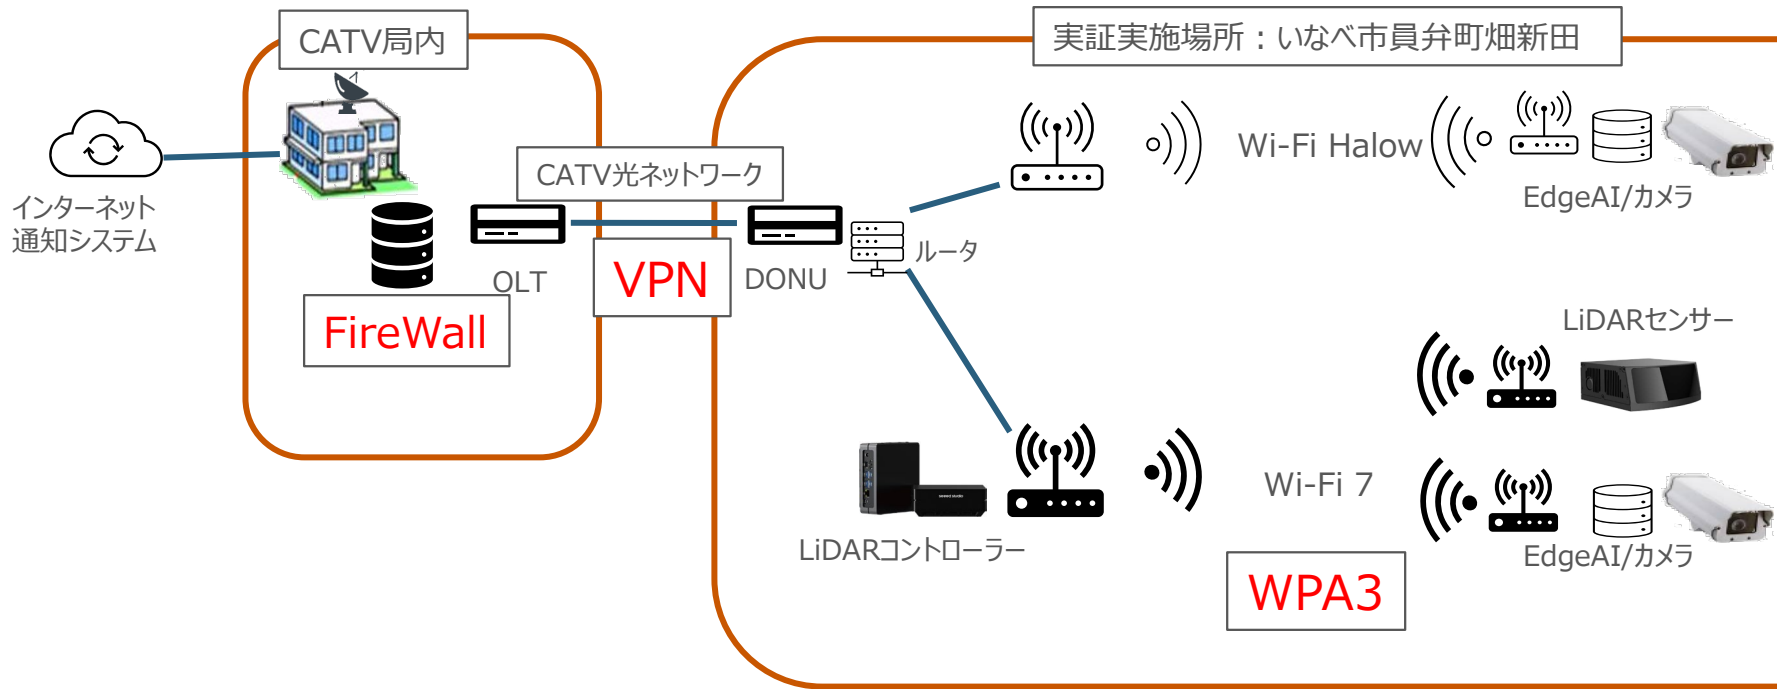 CATV局内
実証実施場所：いなべ市員弁町畑新田
インターネット
通知システム
CATV光ネットワーク
Wi-Fi Halow
EdgeAI/カメラ
OLT
VPN
DONU
ルータ
FireWall
LiDARセンサー
LiDARコントローラー
Wi-Fi 7
EdgeAI/カメラ
WPA3